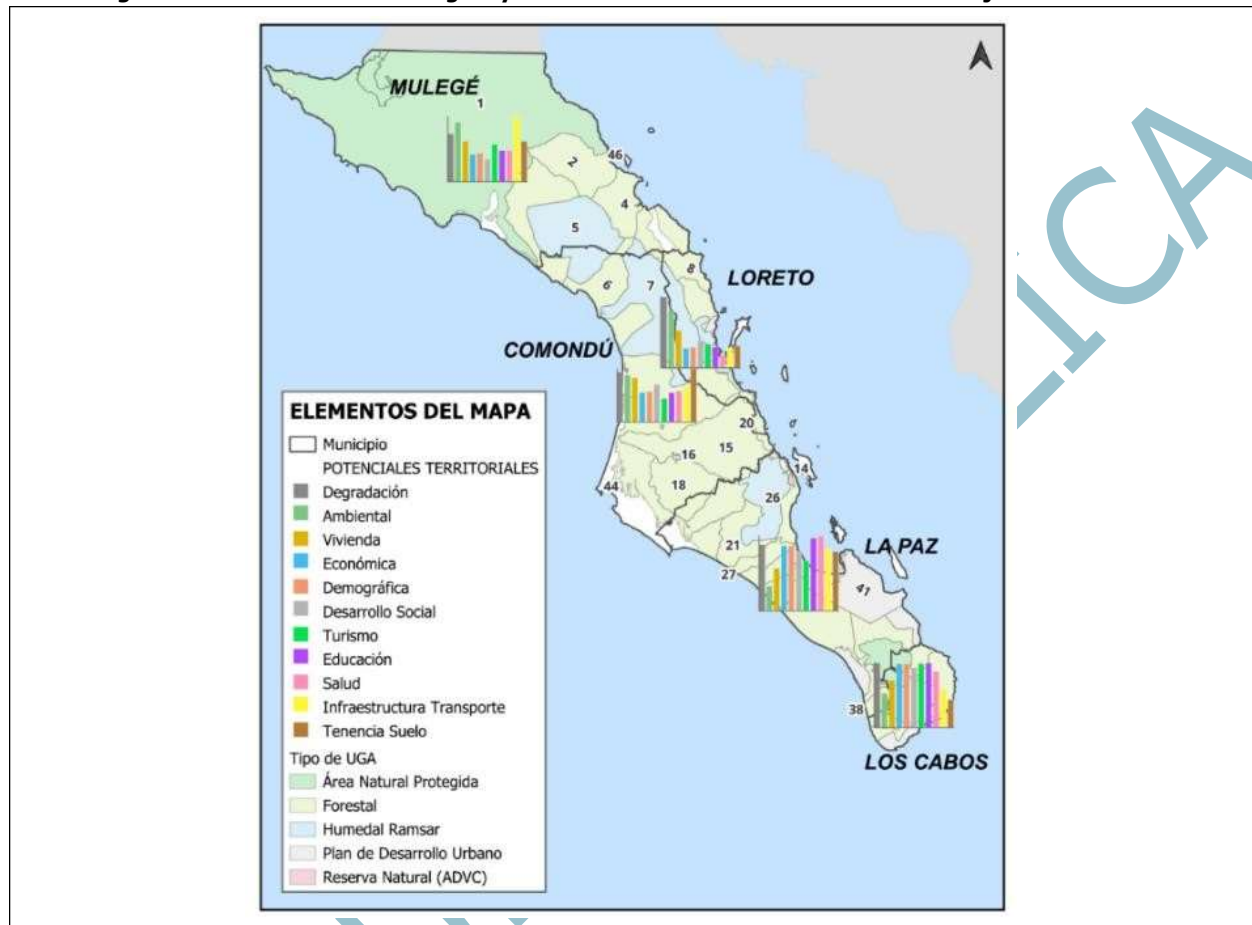 MULEGÉ
1
2
46
4
5
8
6
7
LORETO
COMONDÚ
20
15
16
14
18
44
26
21
LA PAZ
27
41
38
LOS CABOS
ELEMENTOS DEL MAPA
Municipio
POTENCIALES TERRITORIALES
Degradación
Ambiental
Vivienda
Económica
Demográfica
Desarrollo Social
Turismo
Educación
Salud
Infraestructura Transporte
Tenencia Suelo
Tipo de UGA
Área Natural Protegida
Forestal
Humedal Ramsar
Plan de Desarrollo Urbano
Reserva Natural (ADVC)
LICA